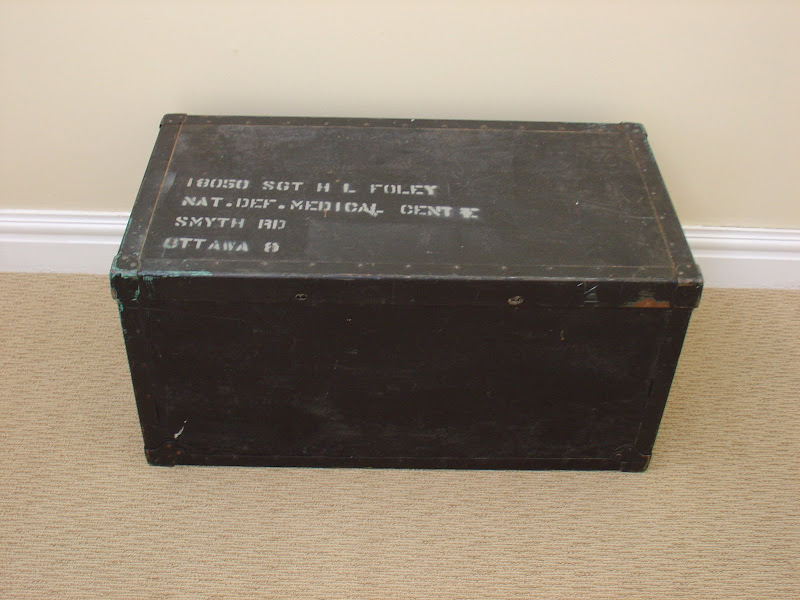 18050 SGT H L FOLEY
NAT.DEF.MEDICAL CENTRE
SMYTH RD
OTTAWA 8